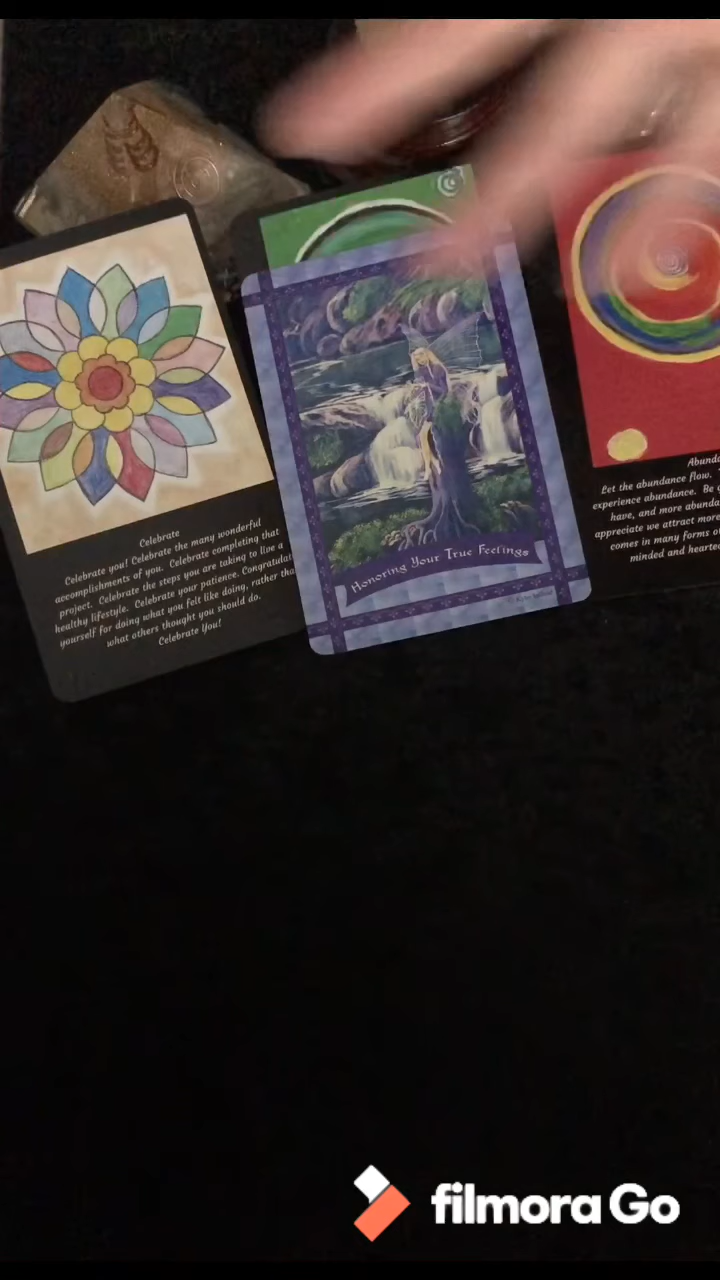 Celebrate
Celebrate you! Celebrate the many wonderful
accomplishments of you. Celebrate completing that
project. Celebrate the steps you are taking to live a
healthy lifestyle. Celebrate your patience. Congratulat
yourself for doing what you felt like doing, rather tha
what others thought you should do.
Celebrate You!
Honoring Your True Feelings
Abunda
Let the abundance flow.
experience abundance. Be
have, and more abunda
appreciate we attract more
comes in many forms o
minded and hearte
filmora Go